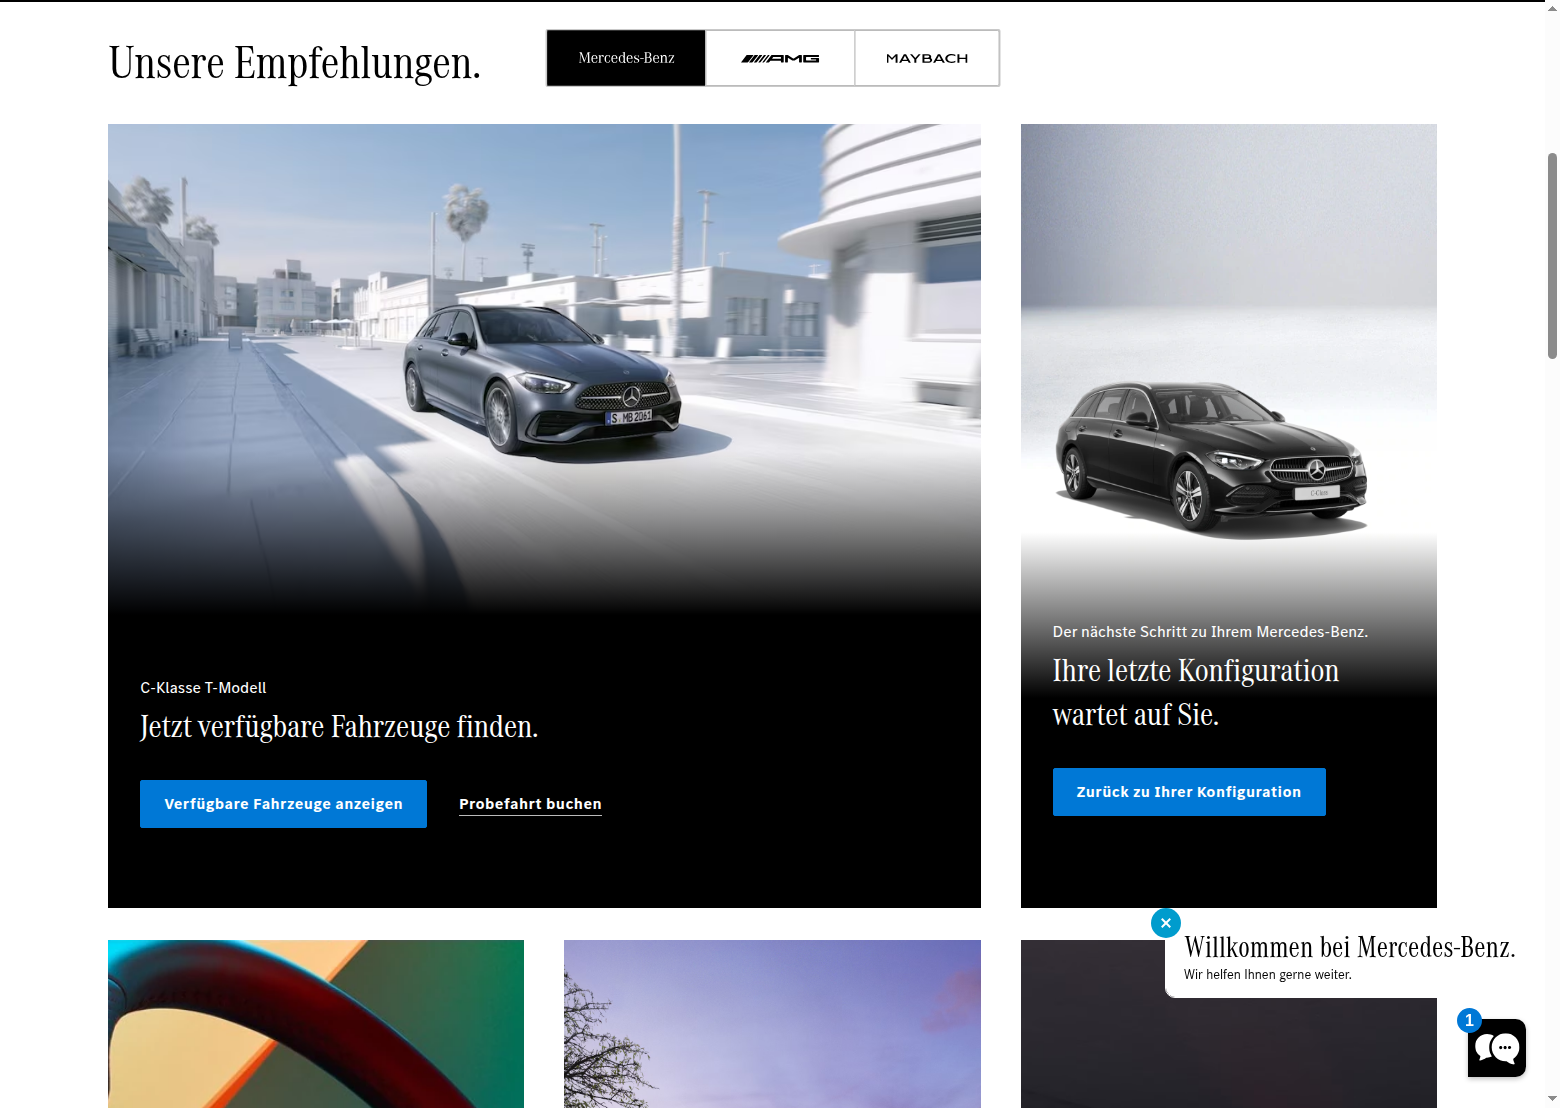 Unsere Empfehlungen.
Mercedes-Benz
AMG
MAYBACH
S MB 2061
C-Klasse
C-Klasse T-Modell
Jetzt verfügbare Fahrzeuge finden.
Verfügbare Fahrzeuge anzeigen
Probefahrt buchen
Der nächste Schritt zu Ihrem Mercedes-Benz.
Ihre letzte Konfiguration
wartet auf Sie.
Zurück zu Ihrer Konfiguration
Willkommen bei Mercedes-Benz.
Wir helfen Ihnen gerne weiter.
1